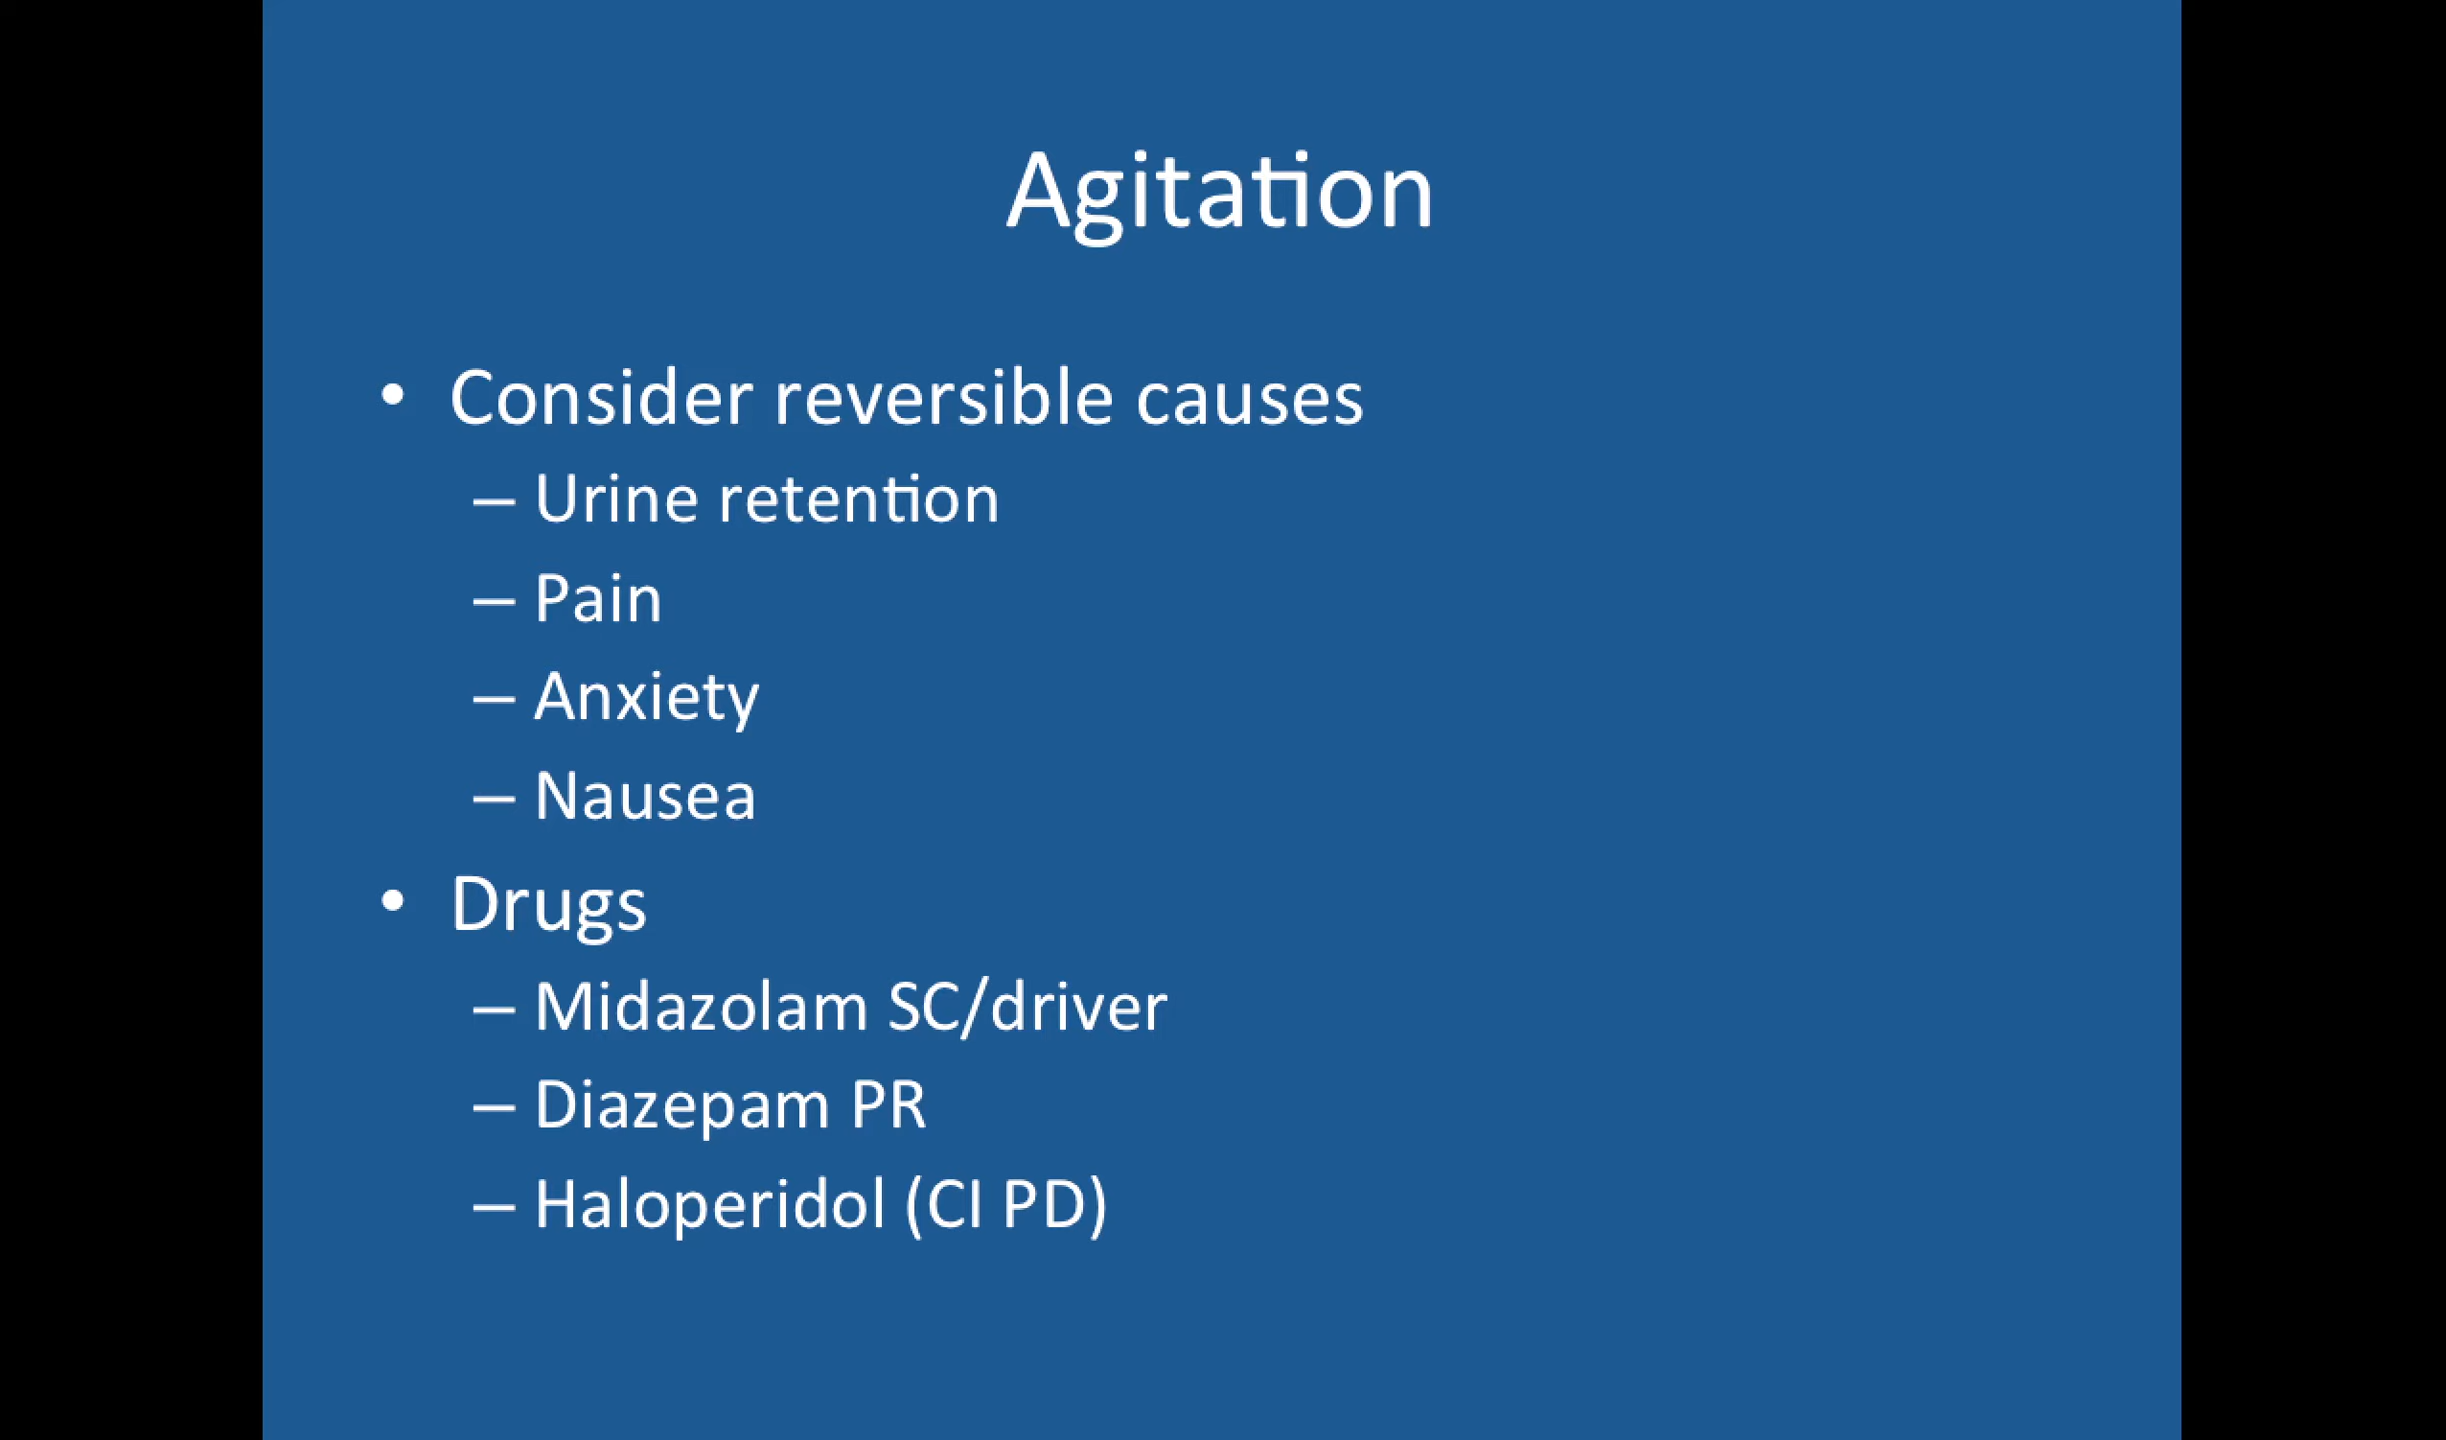 Agitation
• Consider reversible causes
– Urine retention
– Pain
– Anxiety
– Nausea
• Drugs
– Midazolam SC/driver
– Diazepam PR
– Haloperidol (CI PD)